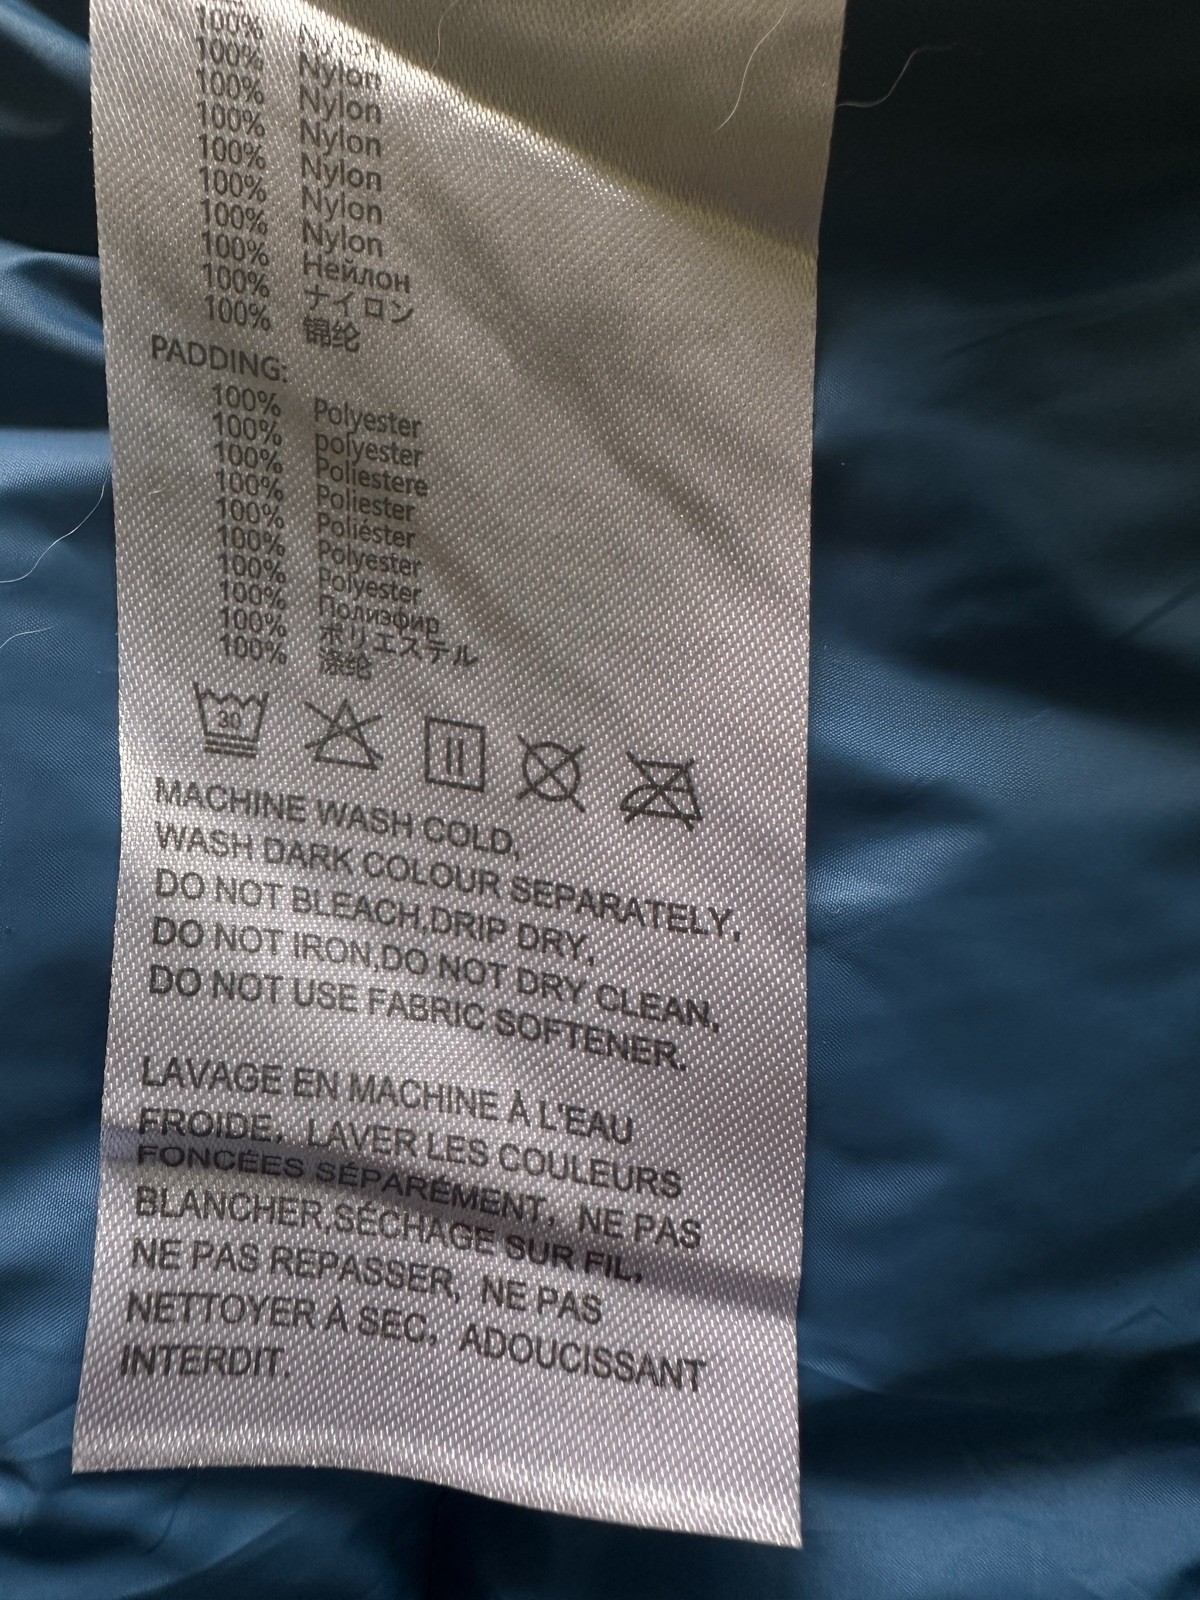 100% Nylon
100% Nylon
100% Nylon
100% Nylon
100% Nylon
100% Nylon
100% Nylon
100% Нейлон
100% ナイロン
100% 锦纶
PADDING:
100% Polyester
100% polyester
100% Poliestere
100% Poliester
100% Poliéster
100% Polyester
100% Polyester
100% Полиэфир
100% ポリエステル
100% 涤纶
30
MACHINE WASH COLD,
WASH DARK COLOUR SEPARATELY,
DO NOT BLEACH,DRIP DRY,
DO NOT IRON,DO NOT DRY CLEAN,
DO NOT USE FABRIC SOFTENER.
LAVAGE EN MACHINE À L'EAU
FROIDE, LAVER LES COULEURS
FONCÉES SÉPARÉMENT, NE PAS
BLANCHER,SÉCHAGE SUR FIL,
NE PAS REPASSER, NE PAS
NETTOYER À SEC, ADOUCISSANT
INTERDIT.